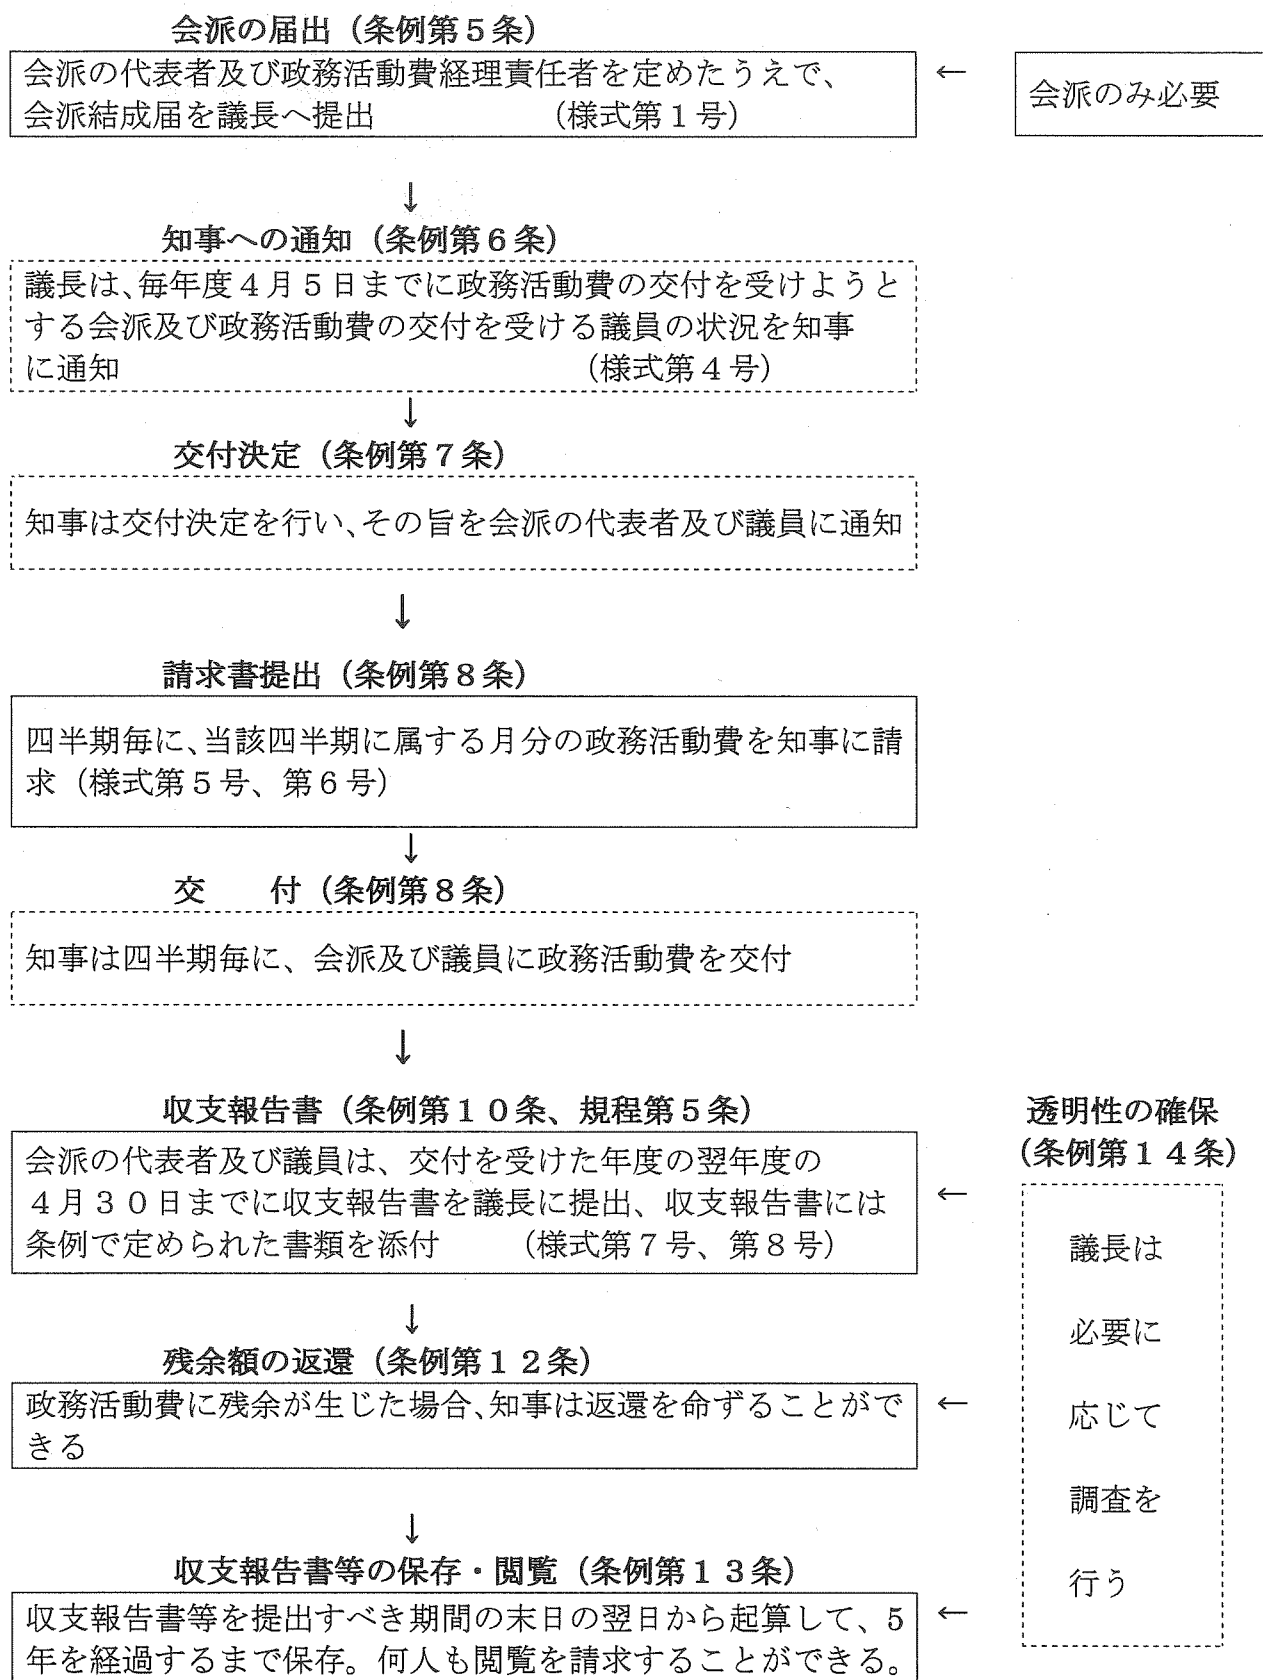 会派の届出（条例第５条）
会派の代表者及び政務活動費経理責任者を定めたうえで、
会派結成届を議長へ提出　　　　　　（様式第１号）
←
会派のみ必要
↓
知事への通知（条例第６条）
議長は、毎年度４月５日までに政務活動費の交付を受けようと
する会派及び政務活動費の交付を受ける議員の状況を知事
に通知　　　　　　　　　　　　　　　（様式第４号）
↓
交付決定（条例第７条）
知事は交付決定を行い、その旨を会派の代表者及び議員に通知
↓
請求書提出（条例第８条）
四半期毎に、当該四半期に属する月分の政務活動費を知事に請
求（様式第５号、第６号）
↓
交　　付（条例第８条）
知事は四半期毎に、会派及び議員に政務活動費を交付
↓
収支報告書（条例第１０条、規程第５条）
会派の代表者及び議員は、交付を受けた年度の翌年度の
４月３０日までに収支報告書を議長に提出、収支報告書には
条例で定められた書類を添付　　　（様式第７号、第８号）
←
↓
残余額の返還（条例第１２条）
政務活動費に残余が生じた場合、知事は返還を命ずることがで
きる
←
↓
収支報告書等の保存・閲覧（条例第１３条）
収支報告書等を提出すべき期間の末日の翌日から起算して、５
年を経過するまで保存。何人も閲覧を請求することができる。
←
透明性の確保
（条例第１４条）
議長は
必要に
応じて
調査を
行う